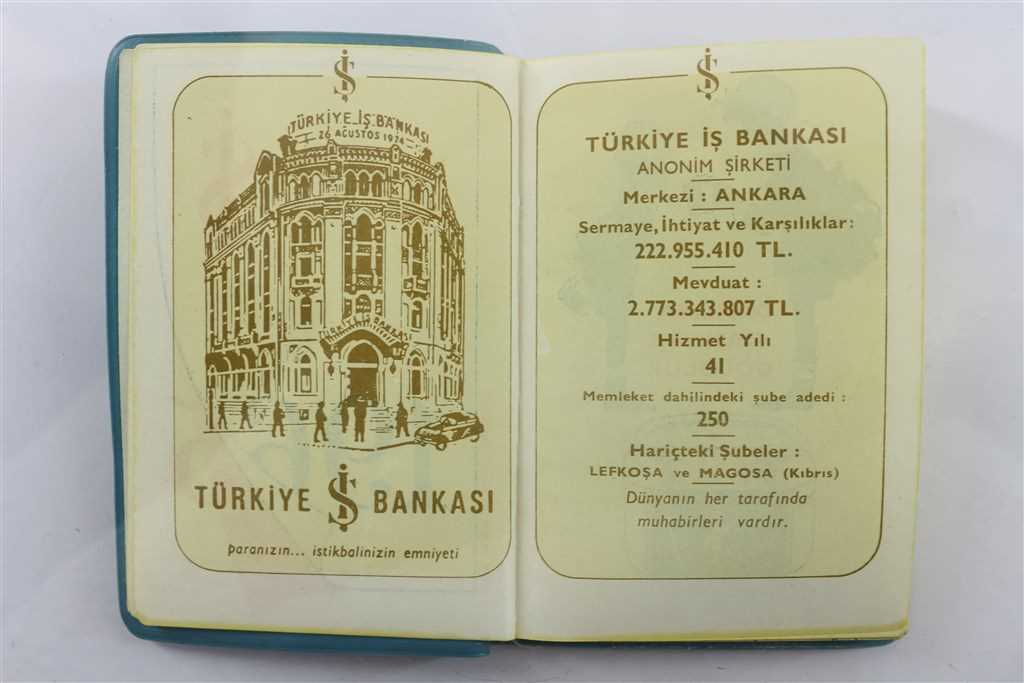 İŞ
TÜRKİYE İŞ BANKASI
26 AĞUSTOS 1924
TÜRKİYE İŞ BANKASI
TÜRKİYE İŞ BANKASI
paranızın... istikbalinizin emniyeti
İŞ
TÜRKİYE İŞ BANKASI
ANONİM ŞİRKETİ
Merkezi : ANKARA
Sermaye, İhtiyat ve Karşılıklar :
222.955.410 TL.
Mevduat :
2.773.343.807 TL.
Hizmet Yılı
41
Memleket dahilindeki şube adedi :
250
Hariçteki Şubeler :
LEFKOŞA ve MAGOSA (Kıbrıs)
Dünyanın her tarafında
muhabirleri vardır.